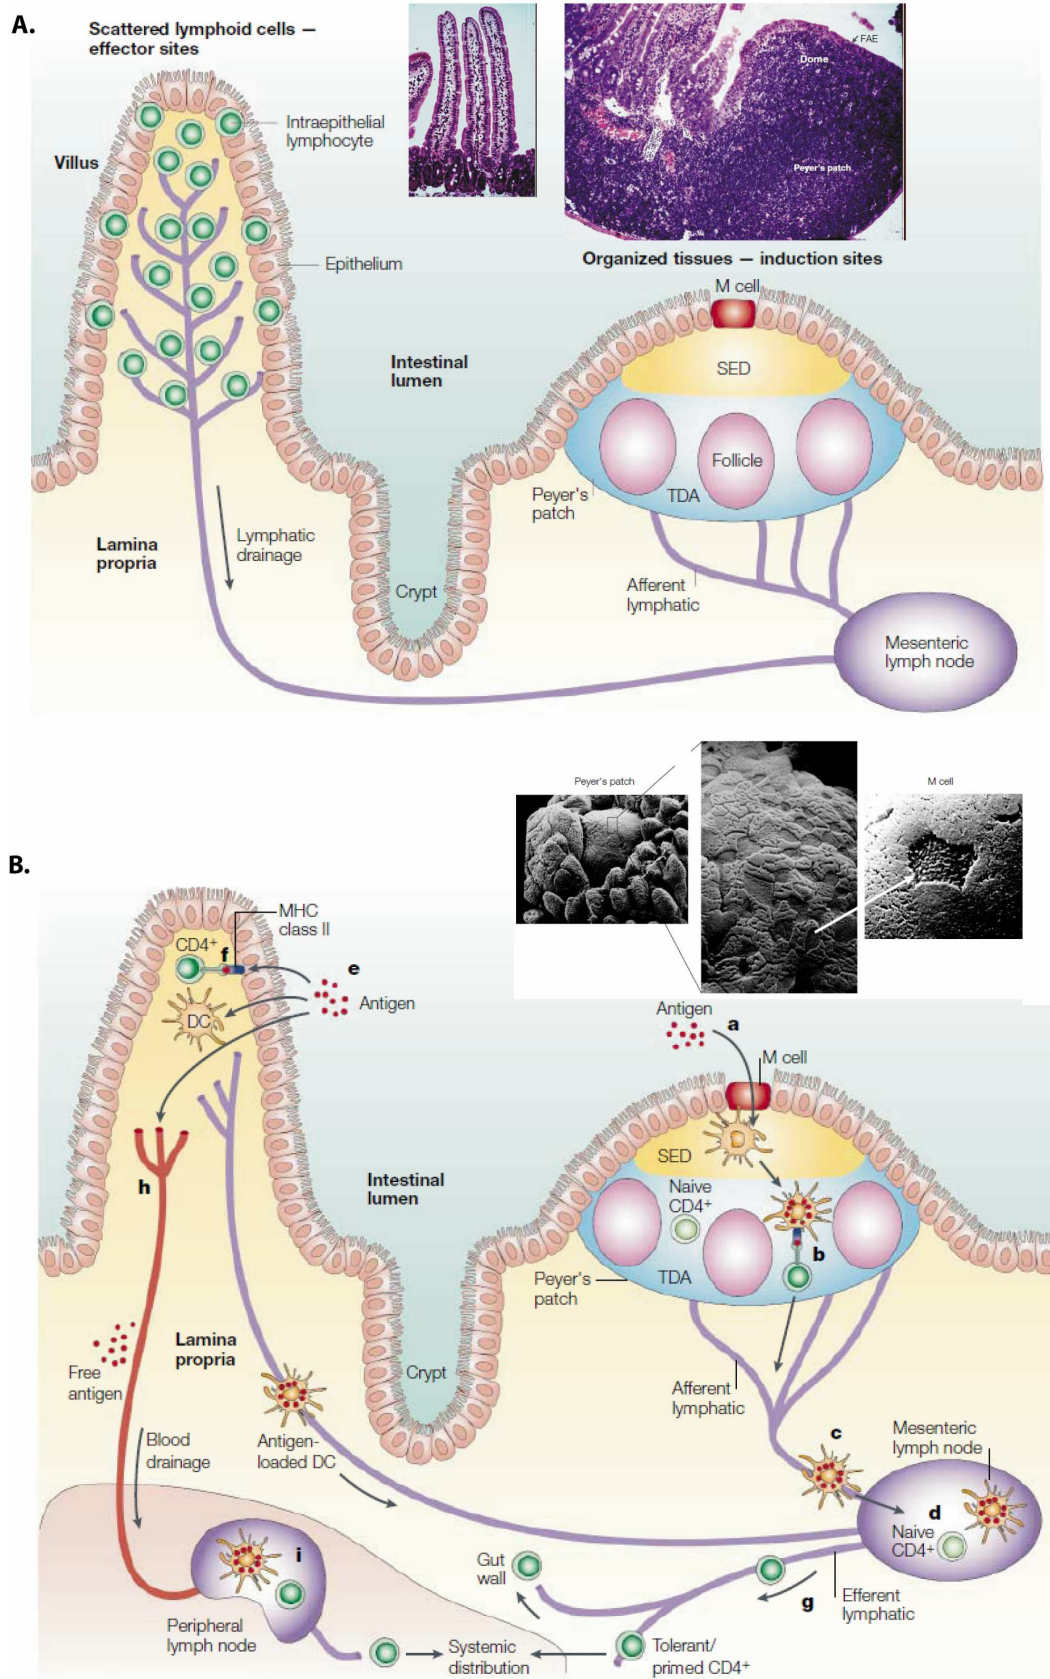 A.
Scattered lymphoid cells —
effector sites
Intraepithelial
lymphocyte
Villus
Epithelium
LP
FAE
Dome
Peyer's patch
Organized tissues — induction sites
M cell
SED
Intestinal
lumen
Follicle
Peyer's
patch
TDA
Lymphatic
drainage
Lamina
propria
Crypt
Afferent
lymphatic
Mesenteric
lymph node
Peyer's patch
M cell
B.
MHC
class II
CD4+
f
e
Antigen
DC
Antigen
a
M cell
SED
h
Intestinal
lumen
Naive
CD4+
b
Peyer's
patch
TDA
Lamina
propria
Free
antigen
Crypt
Afferent
lymphatic
Blood
drainage
Antigen-
loaded DC
c
Mesenteric
lymph node
d
Naive
CD4+
i
Gut
wall
g
Efferent
lymphatic
Peripheral
lymph node
Systemic
distribution
Tolerant/
primed CD4+